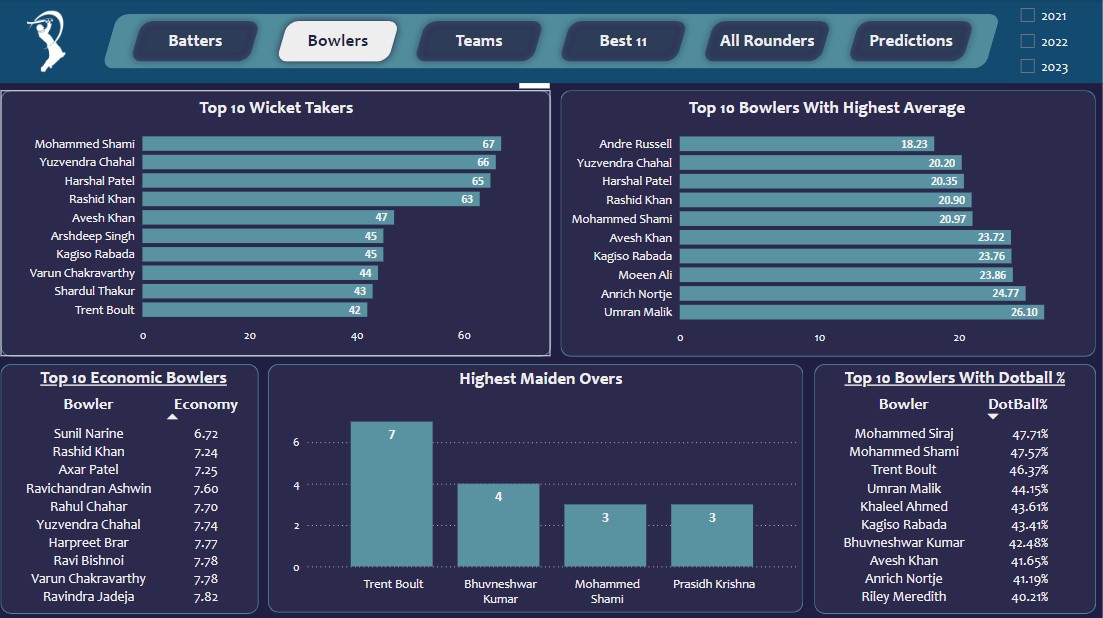 Batters
Bowlers
Teams
Best 11
All Rounders
Predictions
2021
2022
2023
Top 10 Wicket Takers
Mohammed Shami 67
Yuzvendra Chahal 66
Harshal Patel 65
Rashid Khan 63
Avesh Khan 47
Arshdeep Singh 45
Kagiso Rabada 45
Varun Chakravarthy 44
Shardul Thakur 43
Trent Boult 42
0 20 40 60
Top 10 Bowlers With Highest Average
Andre Russell 18.23
Yuzvendra Chahal 20.20
Harshal Patel 20.35
Rashid Khan 20.90
Mohammed Shami 20.97
Avesh Khan 23.72
Kagiso Rabada 23.76
Moeen Ali 23.86
Anrich Nortje 24.77
Umran Malik 26.10
0 10 20
Top 10 Economic Bowlers
Bowler Economy
Sunil Narine 6.72
Rashid Khan 7.24
Axar Patel 7.25
Ravichandran Ashwin 7.60
Rahul Chahar 7.70
Yuzvendra Chahal 7.74
Harpreet Brar 7.77
Ravi Bishnoi 7.78
Varun Chakravarthy 7.78
Ravindra Jadeja 7.82
Highest Maiden Overs
6
4
2
0
7
4
3
3
Trent Boult
Bhuvneshwar
Kumar
Mohammed
Shami
Prasidh Krishna
Top 10 Bowlers With Dotball %
Bowler DotBall%
Mohammed Siraj 47.71%
Mohammed Shami 47.57%
Trent Boult 46.37%
Umran Malik 44.15%
Khaleel Ahmed 43.61%
Kagiso Rabada 43.41%
Bhuvneshwar Kumar 42.48%
Avesh Khan 41.65%
Anrich Nortje 41.19%
Riley Meredith 40.21%